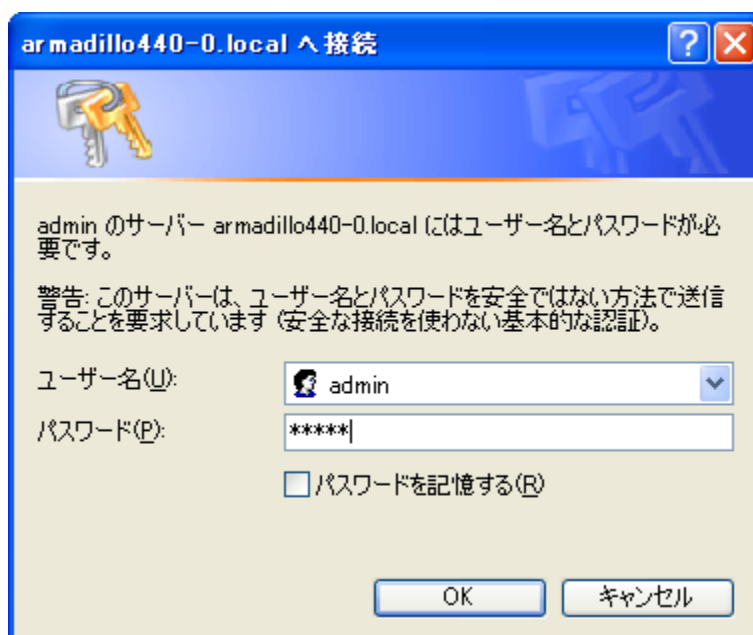 armadillo440-0.local へ接続
admin のサーバー armadillo440-0.local にはユーザー名とパスワードが必
要です。
警告: このサーバーは、ユーザー名とパスワードを安全ではない方法で送信
することを要求しています (安全な接続を使わない基本的な認証)。
ユーザー名(U):
admin
パスワード(P):
*****
パスワードを記憶する(R)
OK
キャンセル